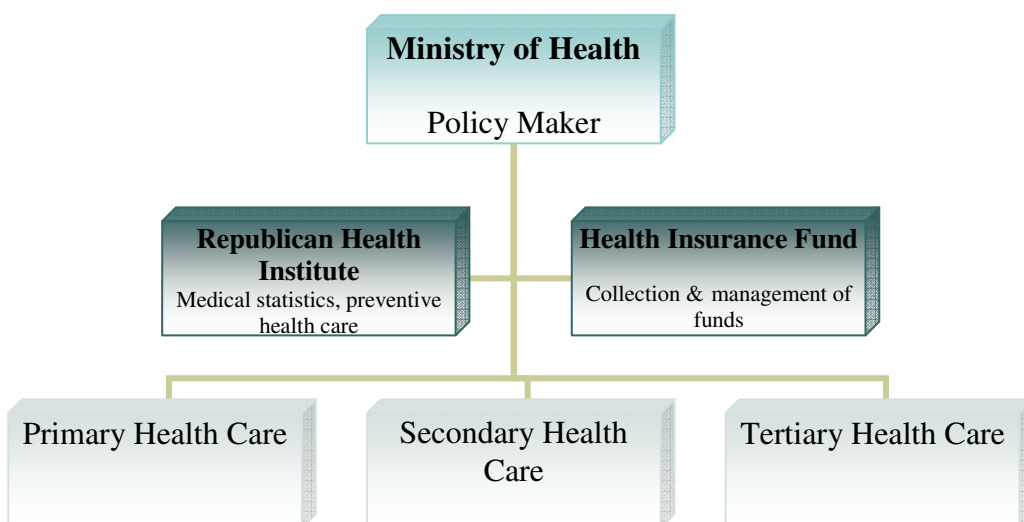 Ministry of Health
Policy Maker
Republican Health
Institute
Medical statistics, preventive
health care
Health Insurance Fund
Collection & management of
funds
Primary Health Care
Secondary Health
Care
Tertiary Health Care